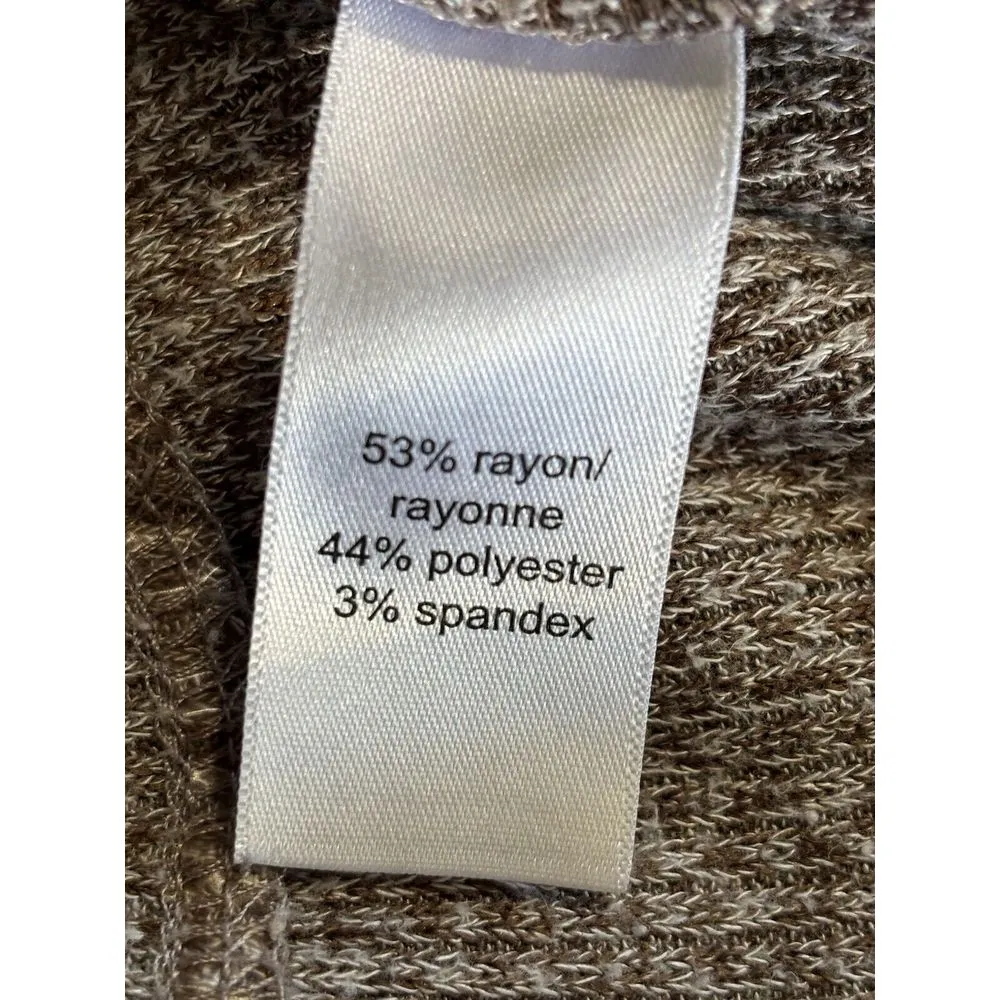 53% rayon/
rayonne
44% polyester
3% spandex